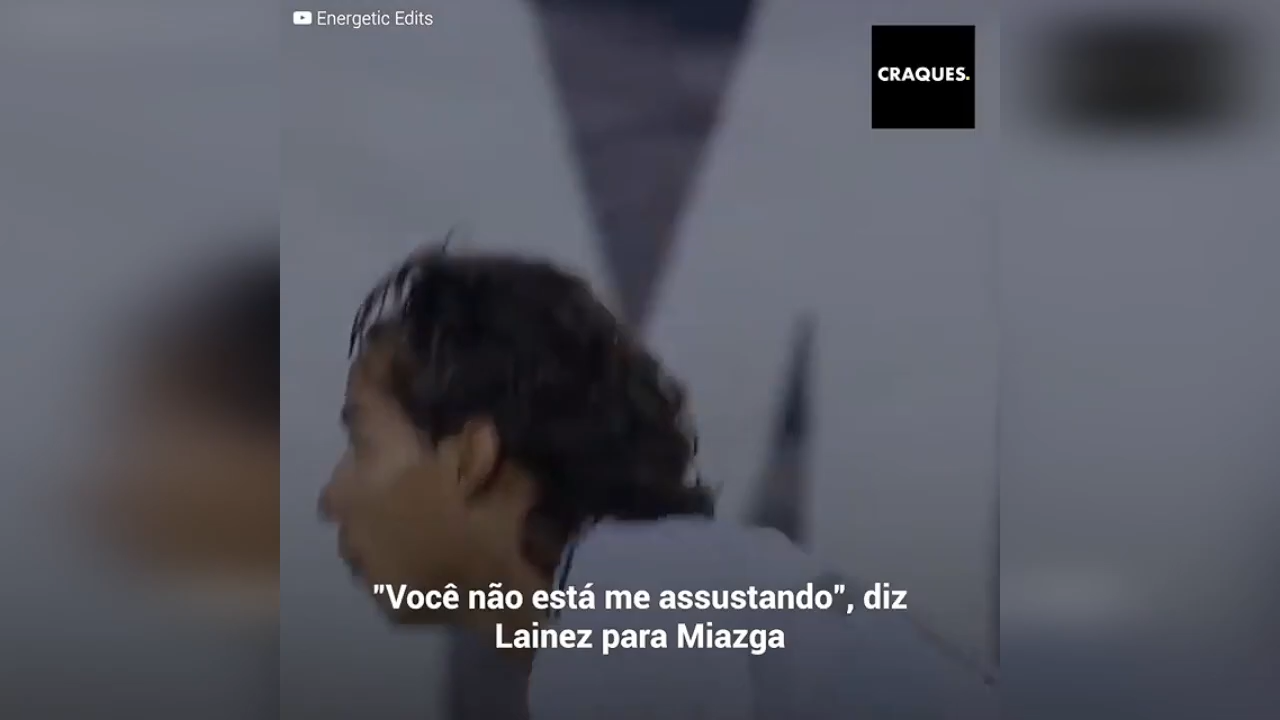 Energetic Edits
CRAQUES.
"Você não está me assustando", diz
Lainez para Miazga